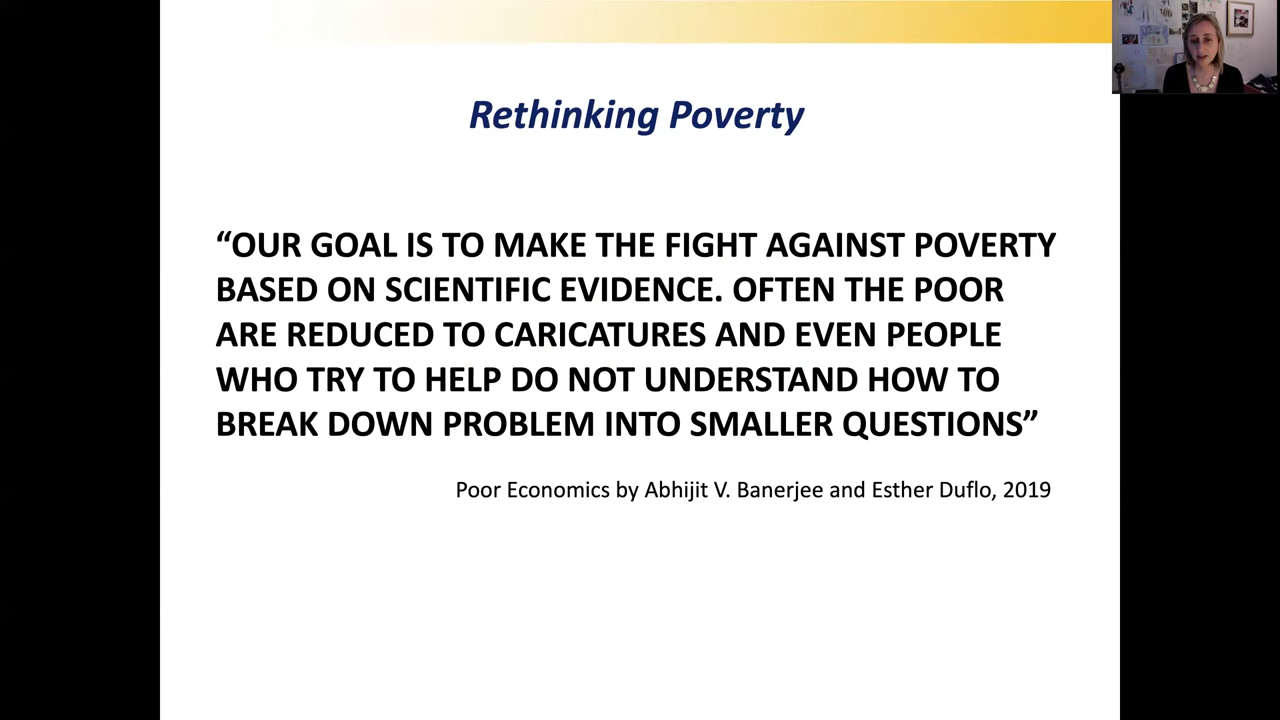 Rethinking Poverty
“OUR GOAL IS TO MAKE THE FIGHT AGAINST POVERTY
BASED ON SCIENTIFIC EVIDENCE. OFTEN THE POOR
ARE REDUCED TO CARICATURES AND EVEN PEOPLE
WHO TRY TO HELP DO NOT UNDERSTAND HOW TO
BREAK DOWN PROBLEM INTO SMALLER QUESTIONS”
Poor Economics by Abhijit V. Banerjee and Esther Duflo, 2019